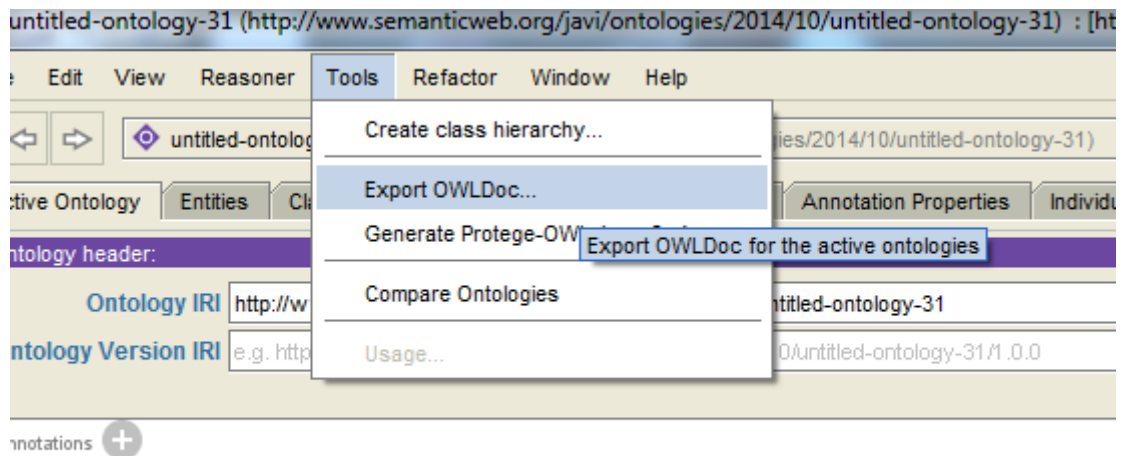 untitled-ontology-31 (http://www.semanticweb.org/javi/ontologies/2014/10/untitled-ontology-31) : [ht
Edit View Reasoner Tools Refactor Window Help
untitled-ontolog ies/2014/10/untitled-ontology-31)
ctive Ontology Entities Cl Annotation Properties Individu
ntology header:
Ontology IRI http://w ntitled-ontology-31
ntology Version IRI e.g. http 0/untitled-ontology-31/1.0.0
nnotations
Create class hierarchy...
Export OWLDoc...
Generate Protege-OW
Export OWLDoc for the active ontologies
Compare Ontologies
Usage...